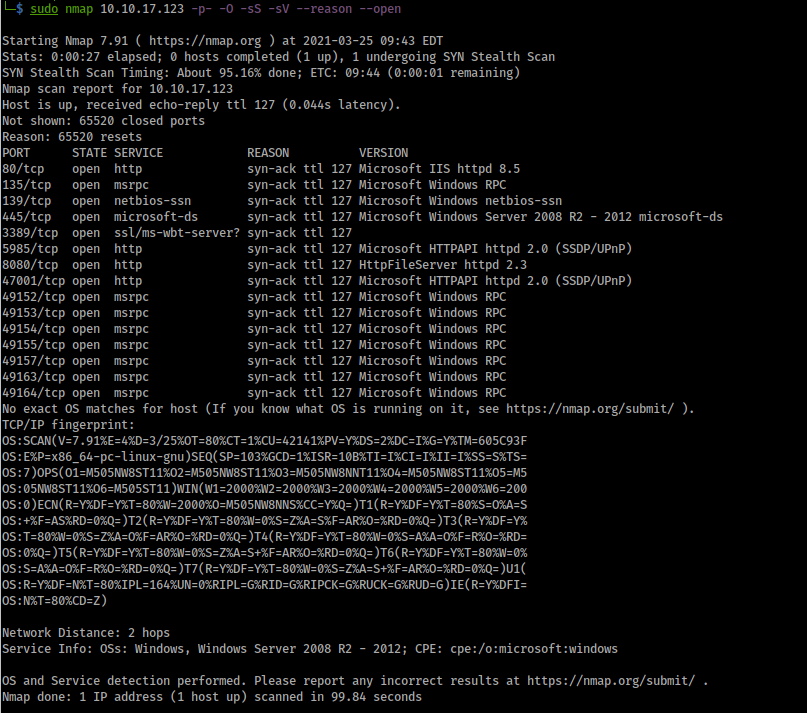 └─$ sudo nmap 10.10.17.123 -p- -O -sS -sV --reason --open
Starting Nmap 7.91 ( https://nmap.org ) at 2021-03-25 09:43 EDT
Stats: 0:00:27 elapsed; 0 hosts completed (1 up), 1 undergoing SYN Stealth Scan
SYN Stealth Scan Timing: About 95.16% done; ETC: 09:44 (0:00:01 remaining)
Nmap scan report for 10.10.17.123
Host is up, received echo-reply ttl 127 (0.044s latency).
Not shown: 65520 closed ports
Reason: 65520 resets
PORT      STATE SERVICE            REASON          VERSION
80/tcp    open  http               syn-ack ttl 127 Microsoft IIS httpd 8.5
135/tcp   open  msrpc              syn-ack ttl 127 Microsoft Windows RPC
139/tcp   open  netbios-ssn        syn-ack ttl 127 Microsoft Windows netbios-ssn
445/tcp   open  microsoft-ds       syn-ack ttl 127 Microsoft Windows Server 2008 R2 - 2012 microsoft-ds
3389/tcp  open  ssl/ms-wbt-server? syn-ack ttl 127
5985/tcp  open  http               syn-ack ttl 127 Microsoft HTTPAPI httpd 2.0 (SSDP/UPnP)
8080/tcp  open  http               syn-ack ttl 127 HttpFileServer httpd 2.3
47001/tcp open  http               syn-ack ttl 127 Microsoft HTTPAPI httpd 2.0 (SSDP/UPnP)
49152/tcp open  msrpc              syn-ack ttl 127 Microsoft Windows RPC
49153/tcp open  msrpc              syn-ack ttl 127 Microsoft Windows RPC
49154/tcp open  msrpc              syn-ack ttl 127 Microsoft Windows RPC
49155/tcp open  msrpc              syn-ack ttl 127 Microsoft Windows RPC
49157/tcp open  msrpc              syn-ack ttl 127 Microsoft Windows RPC
49163/tcp open  msrpc              syn-ack ttl 127 Microsoft Windows RPC
49164/tcp open  msrpc              syn-ack ttl 127 Microsoft Windows RPC
No exact OS matches for host (If you know what OS is running on it, see https://nmap.org/submit/ ).
TCP/IP fingerprint:
OS:SCAN(V=7.91%E=4%D=3/25%OT=80%CT=1%CU=42141%PV=Y%DS=2%DC=I%G=Y%TM=605C93F
OS:E%P=x86_64-pc-linux-gnu)SEQ(SP=103%GCD=1%ISR=10B%TI=I%CI=I%II=I%SS=S%TS=
OS:7)OPS(O1=M505NW8ST11%O2=M505NW8ST11%O3=M505NW8NNT11%O4=M505NW8ST11%O5=M5
OS:05NW8ST11%O6=M505ST11)WIN(W1=2000%W2=2000%W3=2000%W4=2000%W5=2000%W6=200
OS:0)ECN(R=Y%DF=Y%T=80%W=2000%O=M505NW8NNS%CC=Y%Q=)T1(R=Y%DF=Y%T=80%S=O%A=S
OS:+%F=AS%RD=0%Q=)T2(R=Y%DF=Y%T=80%W=0%S=Z%A=S%F=AR%O=%RD=0%Q=)T3(R=Y%DF=Y%
OS:T=80%W=0%S=Z%A=O%F=AR%O=%RD=0%Q=)T4(R=Y%DF=Y%T=80%W=0%S=A%A=O%F=R%O=%RD=
OS:0%Q=)T5(R=Y%DF=Y%T=80%W=0%S=Z%A=S+%F=AR%O=%RD=0%Q=)T6(R=Y%DF=Y%T=80%W=0%
OS:S=A%A=O%F=R%O=%RD=0%Q=)T7(R=Y%DF=Y%T=80%W=0%S=Z%A=S+%F=AR%O=%RD=0%Q=)U1(
OS:R=Y%DF=N%T=80%IPL=164%UN=0%RIPL=G%RID=G%RIPCK=G%RUCK=G%RUD=G)IE(R=Y%DFI=
OS:N%T=80%CD=Z)
Network Distance: 2 hops
Service Info: OSs: Windows, Windows Server 2008 R2 - 2012; CPE: cpe:/o:microsoft:windows
OS and Service detection performed. Please report any incorrect results at https://nmap.org/submit/ .
Nmap done: 1 IP address (1 host up) scanned in 99.84 seconds